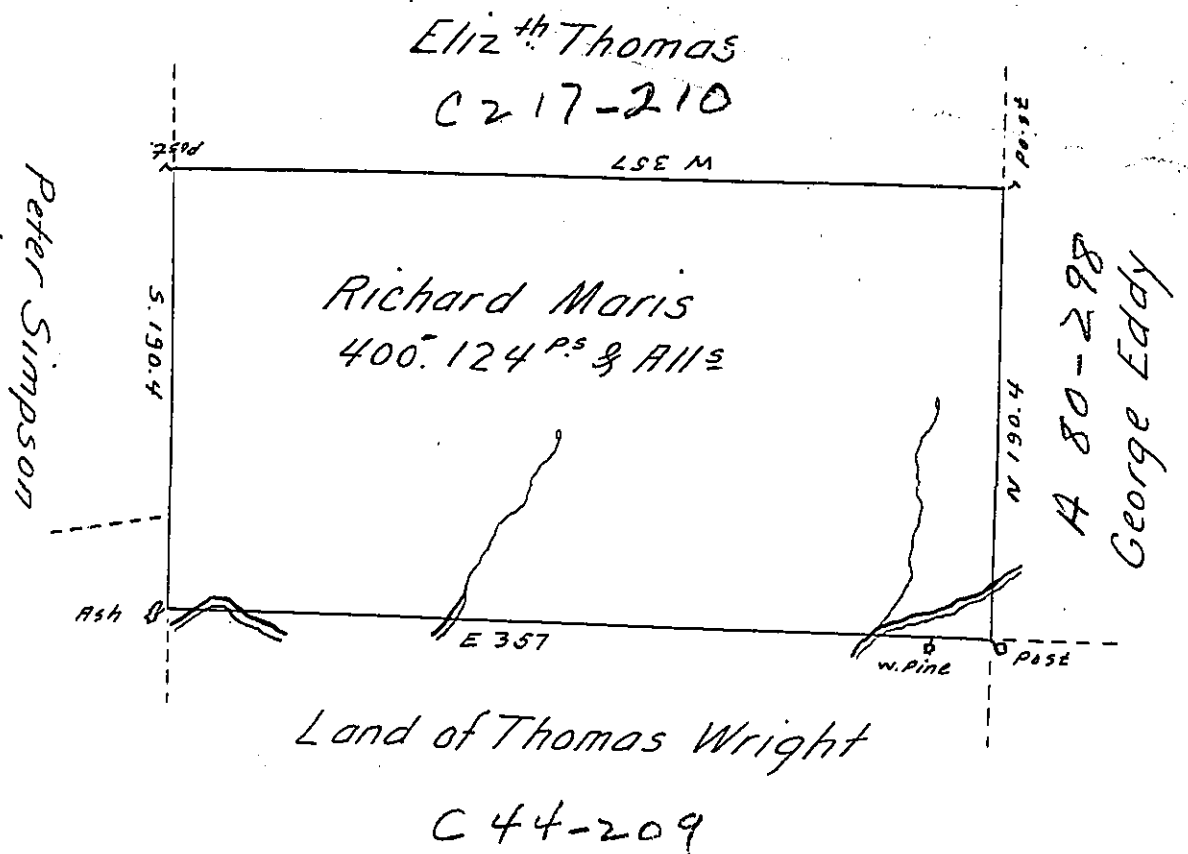 Eliz th Thomas
C217-210
Post
Post
W 357
Peter Simpson
S. 190.4
Richard Maris
400. 124 P.s & All s
N 190.4
A 80-298
George Eddy
Ash
E 357
W. Pine
Post
Land of Thomas Wright
C 44-209